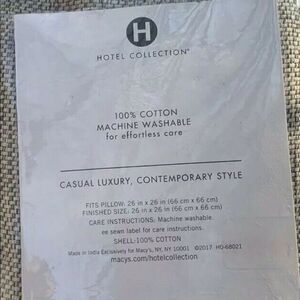 H
HOTEL COLLECTION
100% COTTON
MACHINE WASHABLE
for effortless care
CASUAL LUXURY, CONTEMPORARY STYLE
FITS PILLOW: 26 in x 26 in (66 cm x 66 cm)
FINISHED SIZE: 26 in x 26 in (66 cm x 66 cm)
CARE INSTRUCTIONS: Machine washable.
ee sewn label for care instructions.
SHELL: 100% COTTON
Made in India Exclusively for Macy's, NY, NY 10001 ©2017 HQ-68021
macys.com/hotelcollection